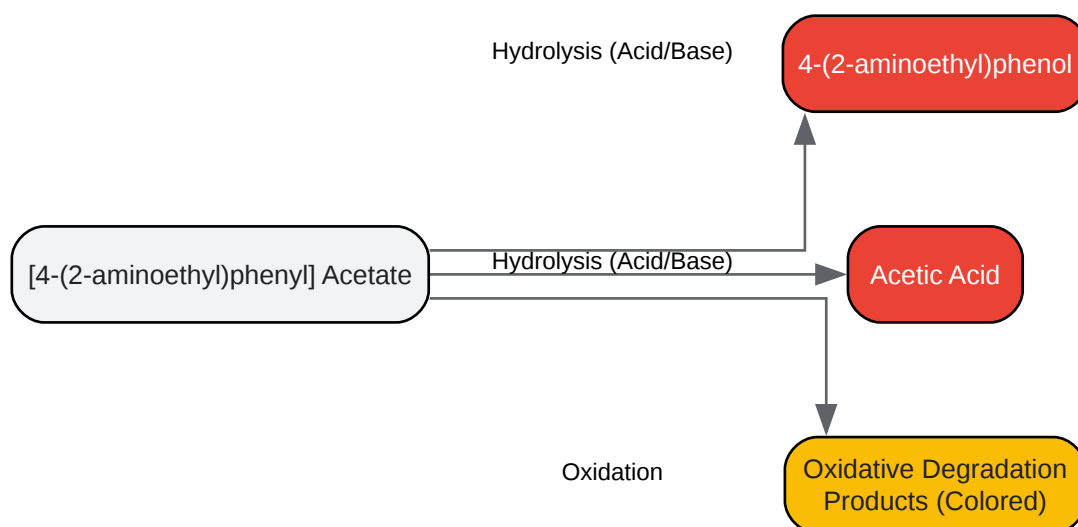 Hydrolysis (Acid/Base)
4-(2-aminoethyl)phenol
[4-(2-aminoethyl)phenyl] Acetate
Hydrolysis (Acid/Base)
Acetic Acid
Oxidation
Oxidative Degradation
Products (Colored)